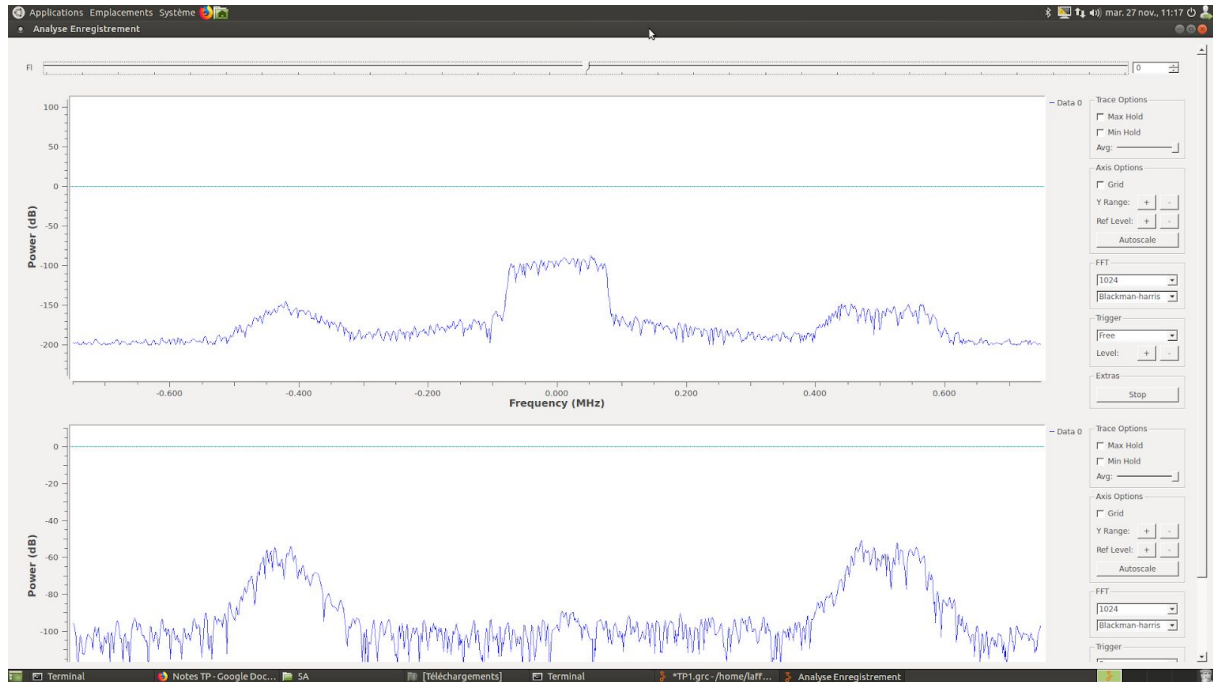 Applications Emplacements Système mar. 27 nov., 11:17
Analyse Enregistrement
Fl 0
100
50
0
-50
-100
-150
-200
Power (dB)
-0.600 -0.400 -0.200 0.000 0.200 0.400 0.600
Frequency (MHz)
Data 0
Trace Options
Max Hold
Min Hold
Avg:
Axis Options
Grid
Y Range: + -
Ref Level: + -
Autoscale
FFT
1024
Blackman-harris
Trigger
Free
Level: + -
Extras
Stop
0
-20
-40
-60
-80
-100
Power (dB)
Data 0
Trace Options
Max Hold
Min Hold
Avg:
Axis Options
Grid
Y Range: + -
Ref Level: + -
Autoscale
FFT
1024
Blackman-harris
Trigger
Terminal Notes TP - Google Doc... 5A [Téléchargements] Terminal *TP1.grc - /home/laff... Analyse Enregistrement